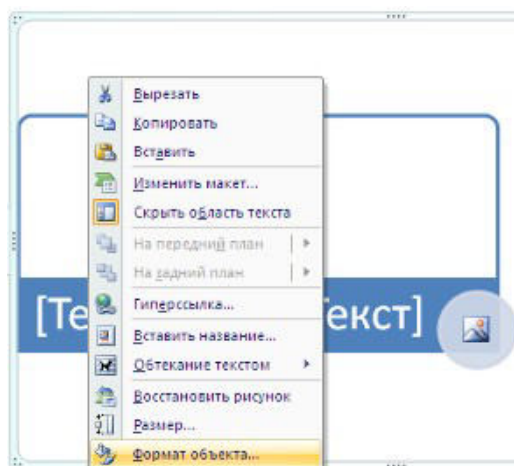 Вырезать
Копировать
Вставить
Изменить макет...
Скрыть область текста
На передний план
На задний план
Гиперссылка...
[Те екст]
Вставить название...
Обтекание текстом
Восстановить рисунок
Размер...
Формат объекта...